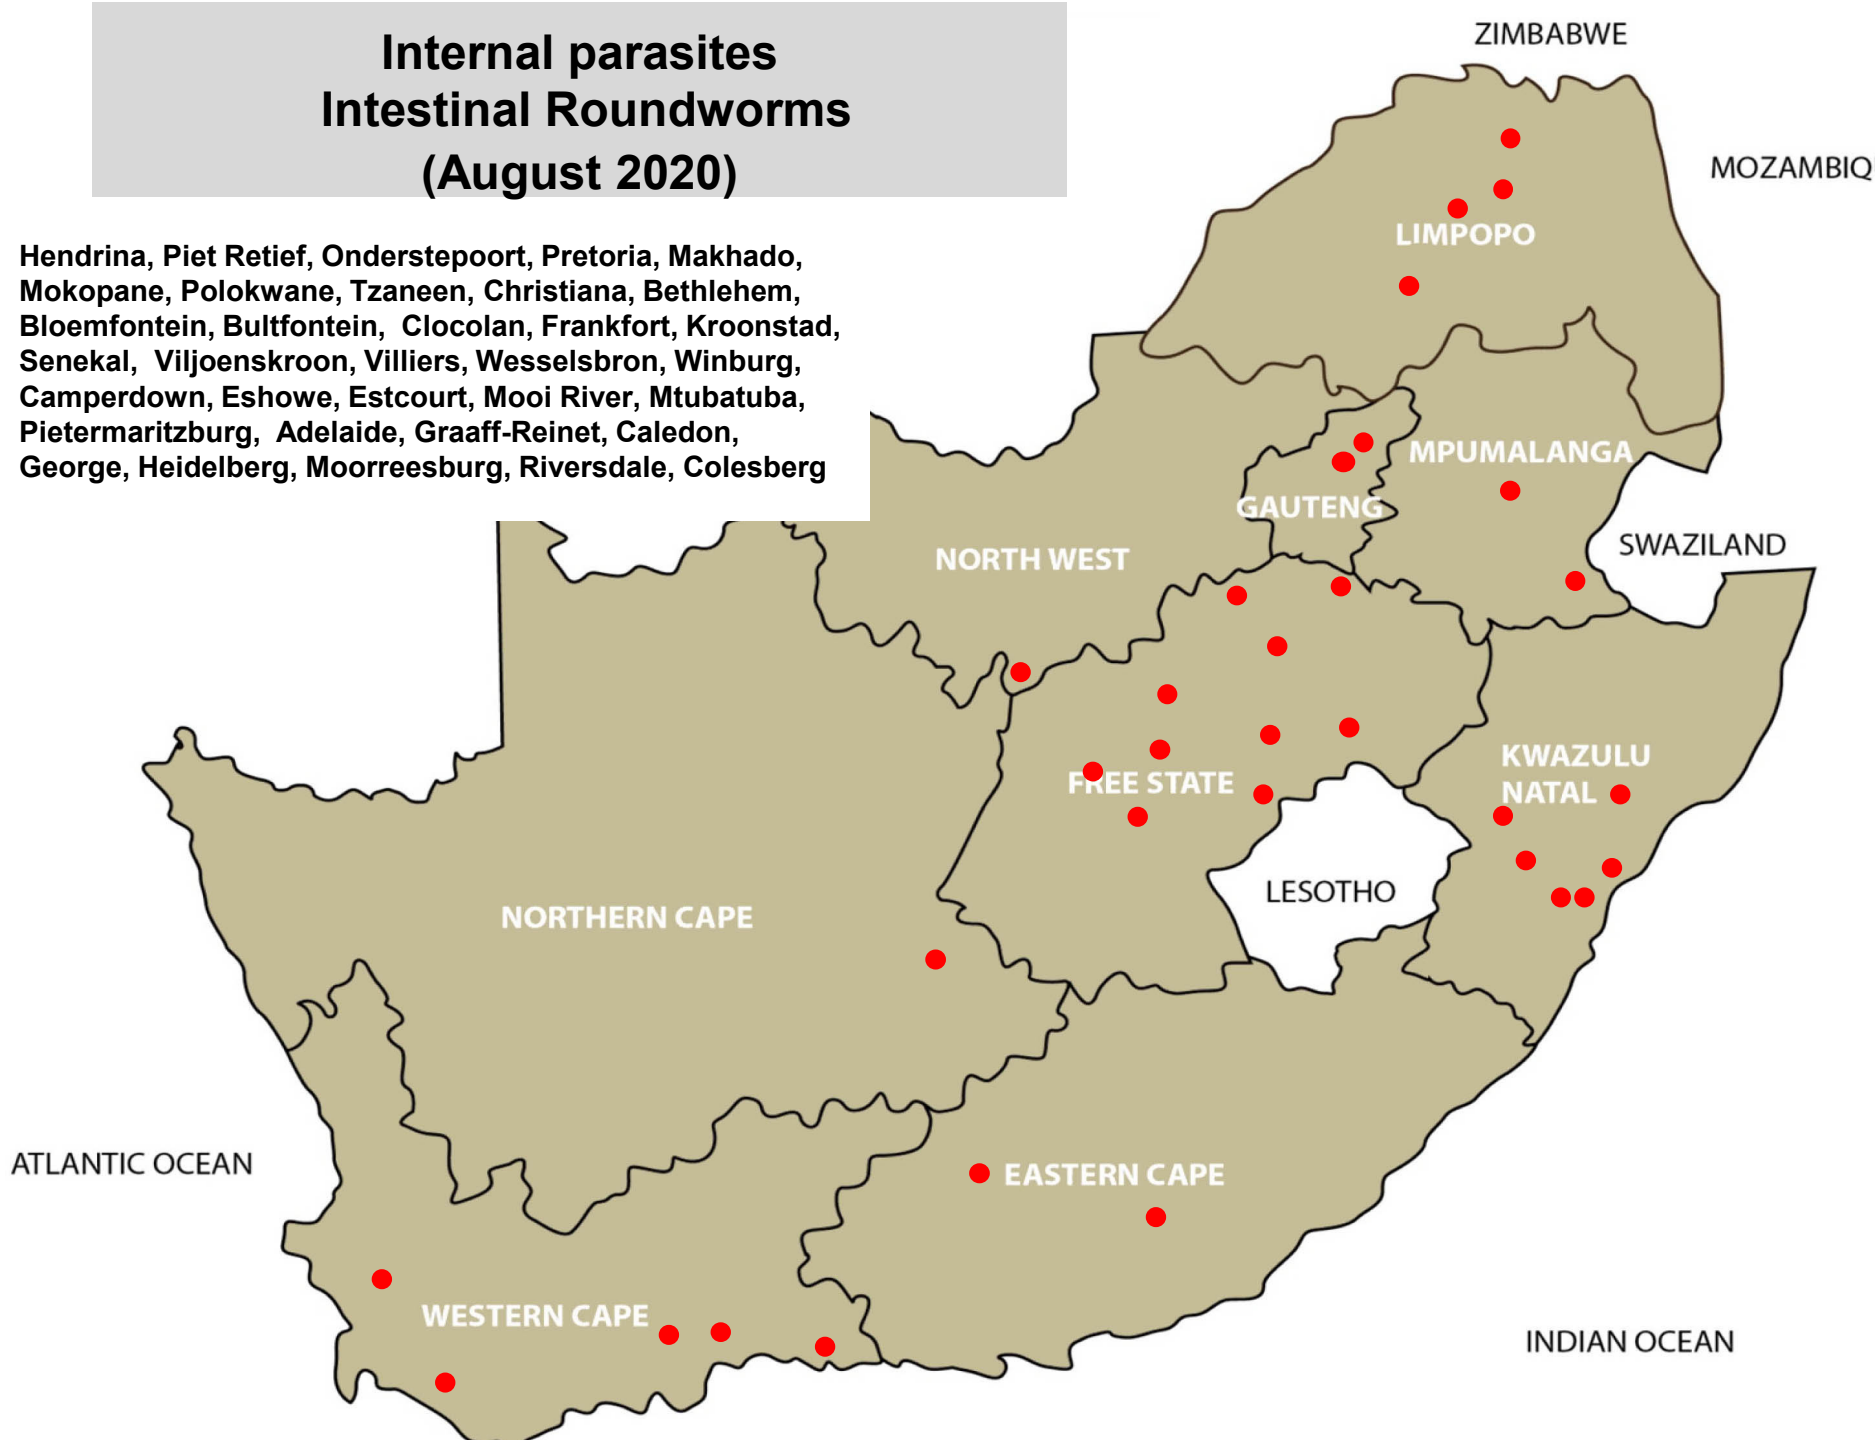 Internal parasites
Intestinal Roundworms
(August 2020)
Hendrina, Piet Retief, Onderstepoort, Pretoria, Makhado,
Mokopane, Polokwane, Tzaneen, Christiana, Bethlehem,
Bloemfontein, Bultfontein, Clocolan, Frankfort, Kroonstad,
Senekal, Viljoenskroon, Villiers, Wesselsbron, Winburg,
Camperdown, Eshowe, Estcourt, Mooi River, Mtubatuba,
Pietermaritzburg, Adelaide, Graaff-Reinet, Caledon,
George, Heidelberg, Moorreesburg, Riversdale, Colesberg
ZIMBABWE
MOZAMBIQ
LIMPOPO
MPUMALANGA
GAUTENG
SWAZILAND
NORTH WEST
KWAZULU
NATAL
FREE STATE
LESOTHO
NORTHERN CAPE
ATLANTIC OCEAN
EASTERN CAPE
WESTERN CAPE
INDIAN OCEAN